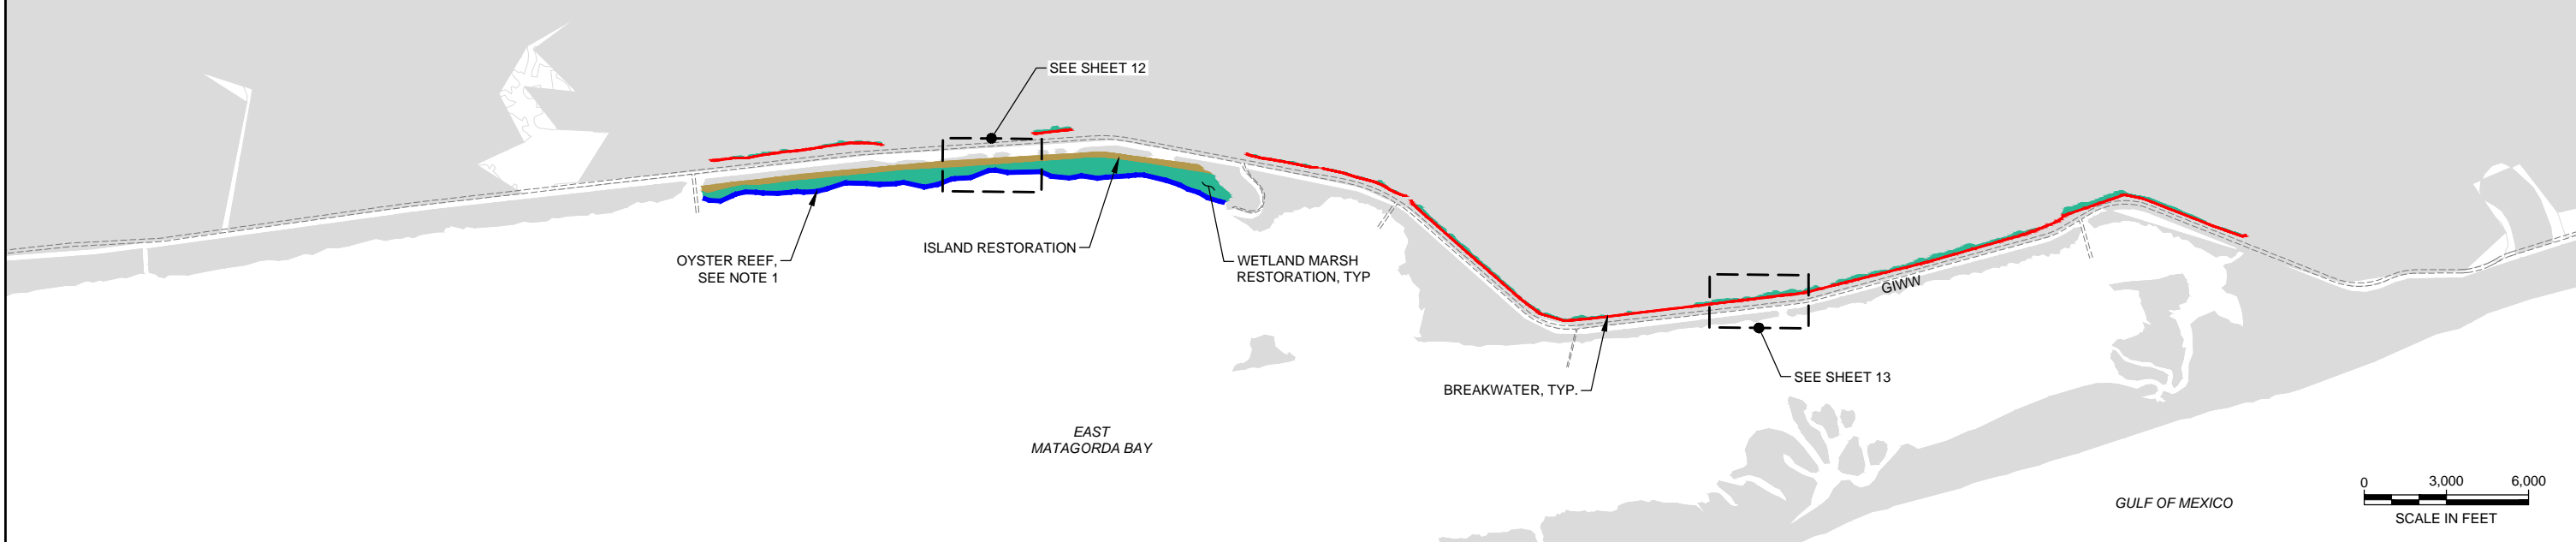 SEE SHEET 12
OYSTER REEF,
SEE NOTE 1
ISLAND RESTORATION
WETLAND MARSH
RESTORATION, TYP
GIWW
BREAKWATER, TYP.
SEE SHEET 13
EAST
MATAGORDA BAY
GULF OF MEXICO
0 3,000 6,000
SCALE IN FEET